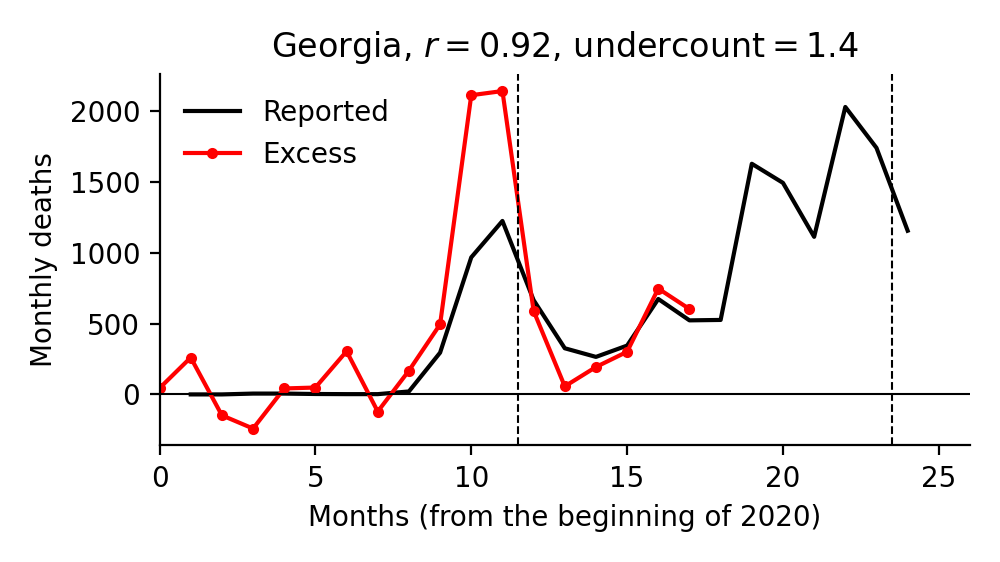 Georgia, r = 0.92, undercount = 1.4
Reported
Excess
Monthly deaths
2000
1500
1000
500
0
0 5 10 15 20 25
Months (from the beginning of 2020)